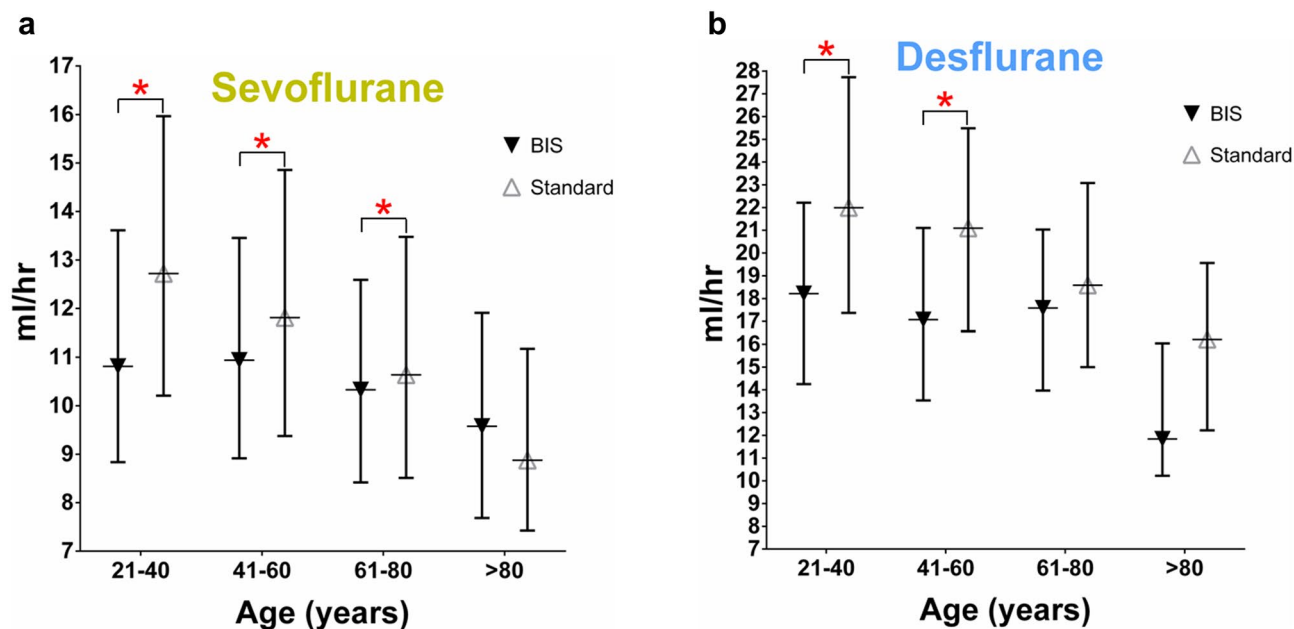 a
Sevoflurane
17
16
15
14
13
12
11
10
9
8
7
ml/hr
*
*
*
BIS
Standard
21-40 41-60 61-80 >80
Age (years)
b
Desflurane
28
27
26
25
24
23
22
21
20
19
18
17
16
15
14
13
12
11
10
9
8
7
ml/hr
*
*
BIS
Standard
21-40 41-60 61-80 >80
Age (years)